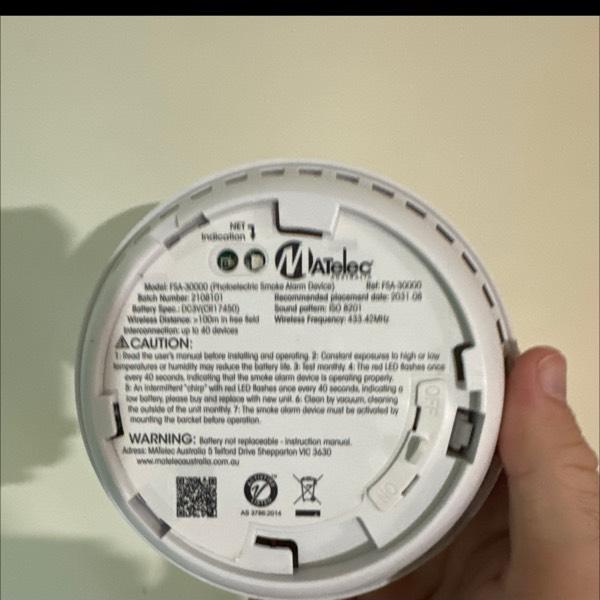 NET
Indication
MATelec
AUSTRALIA
Model: FSA-30000 (Photoelectric Smoke Alarm Device) Ref: FSA-30000
Batch Number: 2108101 Recommended placement date: 2031.08
Battery Spec.: DC3V(CR17450) Sound pattern: ISO 8201
Wireless Distance: >100m in free field Wireless Frequency: 433.42MHz
Interconnection: up to 40 devices
CAUTION:
1: Read the user's manual before installing and operating. 2: Constant exposures to high or low
temperatures or humidity may reduce the battery life. 3: Test monthly. 4: The red LED flashes once
every 40 seconds, indicating that the smoke alarm device is operating properly.
5: An intermittent "chirp" with red LED flashes once every 40 seconds, indicating a
low battery, please buy and replace with new unit. 6: Clean by vacuum, cleaning
the outside of the unit monthly. 7: The smoke alarm device must be activated by
mounting the barcket before operation.
WARNING: Battery not replaceable - Instruction manual.
Adress: MATelec Australia 5 Telford Drive Shepparton VIC 3630
www.matelecaustralia.com.au
OFF
ON
AS 3786:2014